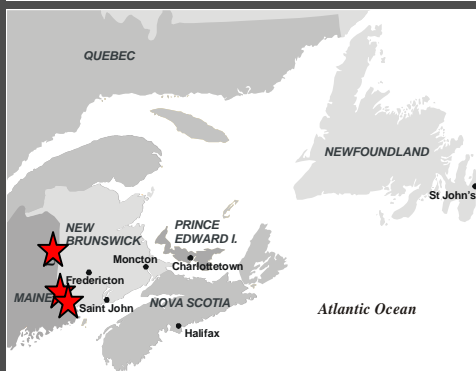 QUEBEC
NEWFOUNDLAND
St John's
NEW
BRUNSWICK
PRINCE
EDWARD I.
Moncton
Charlottetown
Fredericton
MAINE
Saint John
NOVA SCOTIA
Atlantic Ocean
Halifax